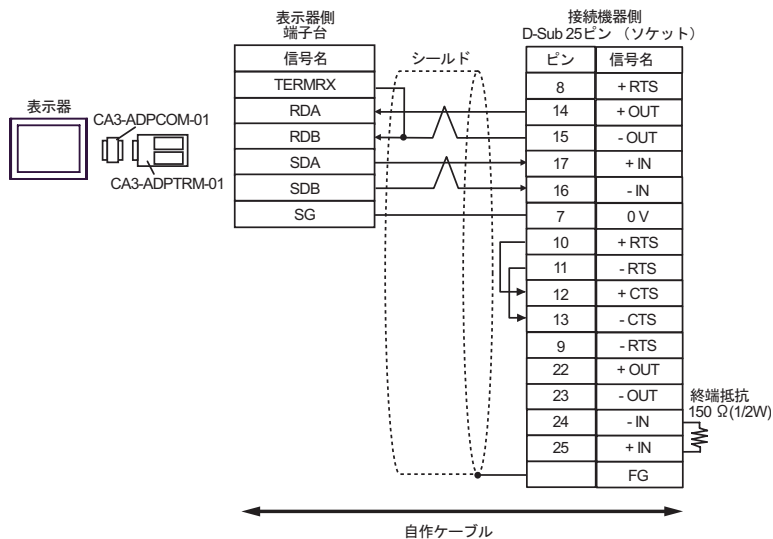 表示器側
端子台
接続機器側
D-Sub 25ピン （ソケット）
信号名
シールド
ピン 信号名
TERMRX
8 + RTS
表示器
CA3-ADPCOM-01
RDA
14 + OUT
RDB
15 - OUT
SDA
17 + IN
CA3-ADPTRM-01
SDB
16 - IN
SG
7 0 V
10 + RTS
11 - RTS
12 + CTS
13 - CTS
9 - RTS
22 + OUT
23 - OUT
終端抵抗
150 Ω(1/2W)
24 - IN
25 + IN
FG
自作ケーブル